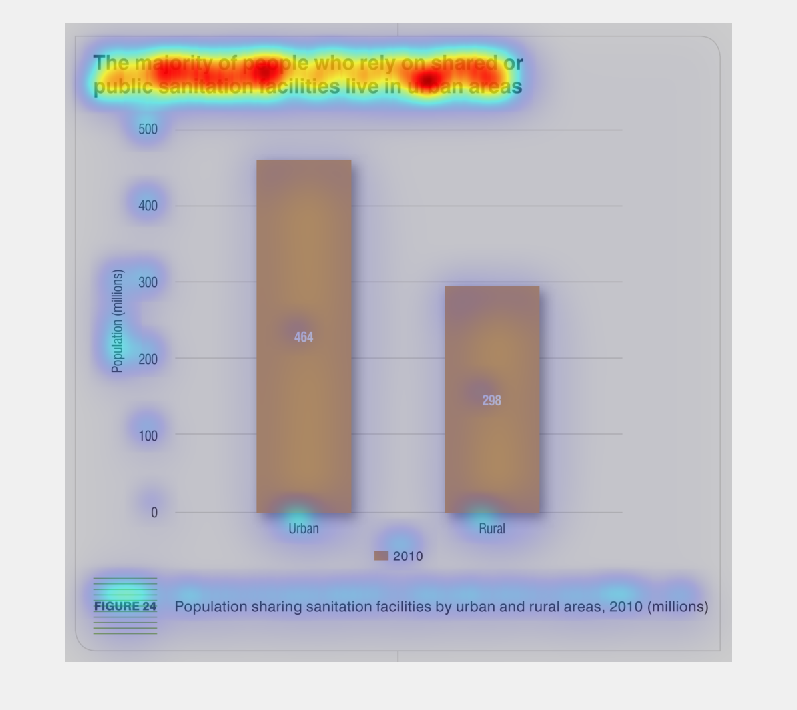 The majority of people who rely on shared or
public sanitation facilities live in urban areas
500
400
300
200
100
0
Population (millions)
464
298
Urban
Rural
2010
FIGURE 24
Population sharing sanitation facilities by urban and rural areas, 2010 (millions)